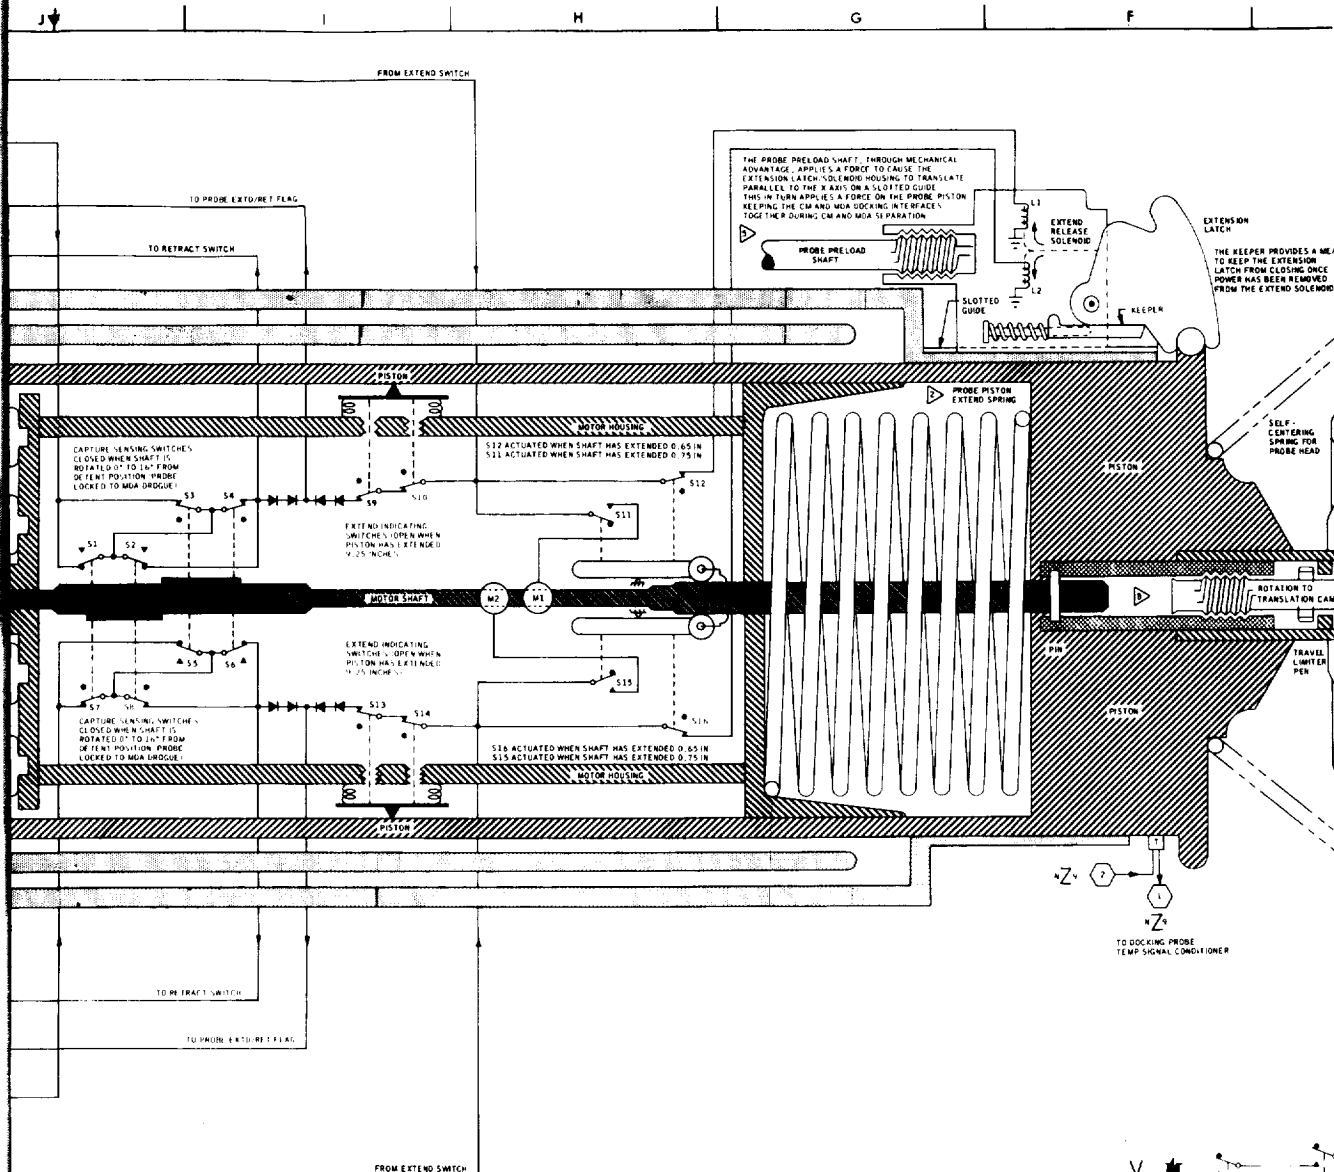 J I H G F
FROM EXTEND SWITCH
TO PROBE EXTD/RET FLAG
TO RETRACT SWITCH
THE PROBE PRELOAD SHAFT, THROUGH MECHANICAL
ADVANTAGE, APPLIES A FORCE TO CAUSE THE
EXTENSION LATCH/SOLENOID HOUSING TO TRANSLATE
PARALLEL TO THE X AXIS ON A SLOTTED GUIDE
THIS IN TURN APPLIES A FORCE ON THE PROBE PISTON
KEEPING THE CM AND MDA DOCKING INTERFACES
TOGETHER DURING CM AND MDA SEPARATION
PROBE PRELOAD
SHAFT
L1
EXTEND
RELEASE
SOLENOID
L2
EXTENSION
LATCH
THE KEEPER PROVIDES A MEA
TO KEEP THE EXTENSION
LATCH FROM CLOSING ONCE
POWER HAS BEEN REMOVED
FROM THE EXTEND SOLENOID
SLOTTED
GUIDE
KEEPER
PISTON
2
PROBE PISTON
EXTEND SPRING
MOTOR HOUSING
S12 ACTUATED WHEN SHAFT HAS EXTENDED 0.65 IN
S11 ACTUATED WHEN SHAFT HAS EXTENDED 0.75 IN
CAPTURE SENSING SWITCHES
CLOSED WHEN SHAFT IS
ROTATED 0° TO 16° FROM
DETENT POSITION (PROBE
LOCKED TO MDA DROGUE)
SELF-
CENTERING
SPRING FOR
PROBE HEAD
PISTON
S3 S4
S9 S10
S12
S11
EXTEND INDICATING
SWITCHES (OPEN WHEN
PISTON HAS EXTENDED
9.25 INCHES)
S1 S2
MOTOR SHAFT
M2 M1
8
ROTATION TO
TRANSLATION CAM
EXTEND INDICATING
SWITCHES (OPEN WHEN
PISTON HAS EXTENDED
9.25 INCHES)
PIN
TRAVEL
LIMITER
PEN
S5 S6
S15
S7 S8
S13 S14
S16
PISTON
CAPTURE SENSING SWITCHES
CLOSED WHEN SHAFT IS
ROTATED 0° TO 16° FROM
DETENT POSITION (PROBE
LOCKED TO MDA DROGUE)
S16 ACTUATED WHEN SHAFT HAS EXTENDED 0.65 IN
S15 ACTUATED WHEN SHAFT HAS EXTENDED 0.75 IN
MOTOR HOUSING
PISTON
T
2
TO DOCKING PROBE
TEMP SIGNAL CONDITIONER
TO RETRACT SWITCH
TO PROBE EXTD/RET FLAG
FROM EXTEND SWITCH